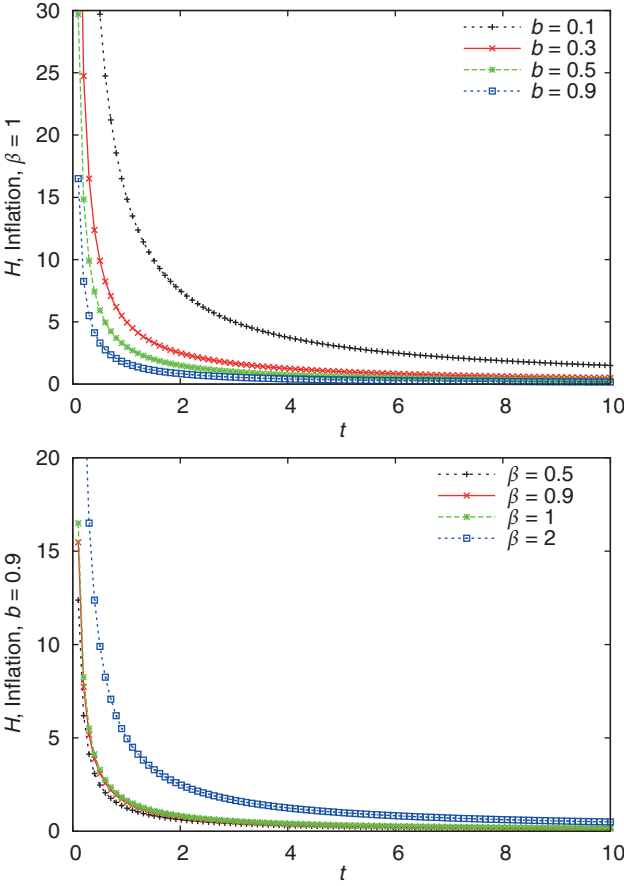 30
25
20
15
10
5
0
H, Inflation, β = 1
b = 0.1
b = 0.3
b = 0.5
b = 0.9
0 2 4 6 8 10
t
20
15
10
5
0
H, Inflation, b = 0.9
β = 0.5
β = 0.9
β = 1
β = 2
0 2 4 6 8 10
t